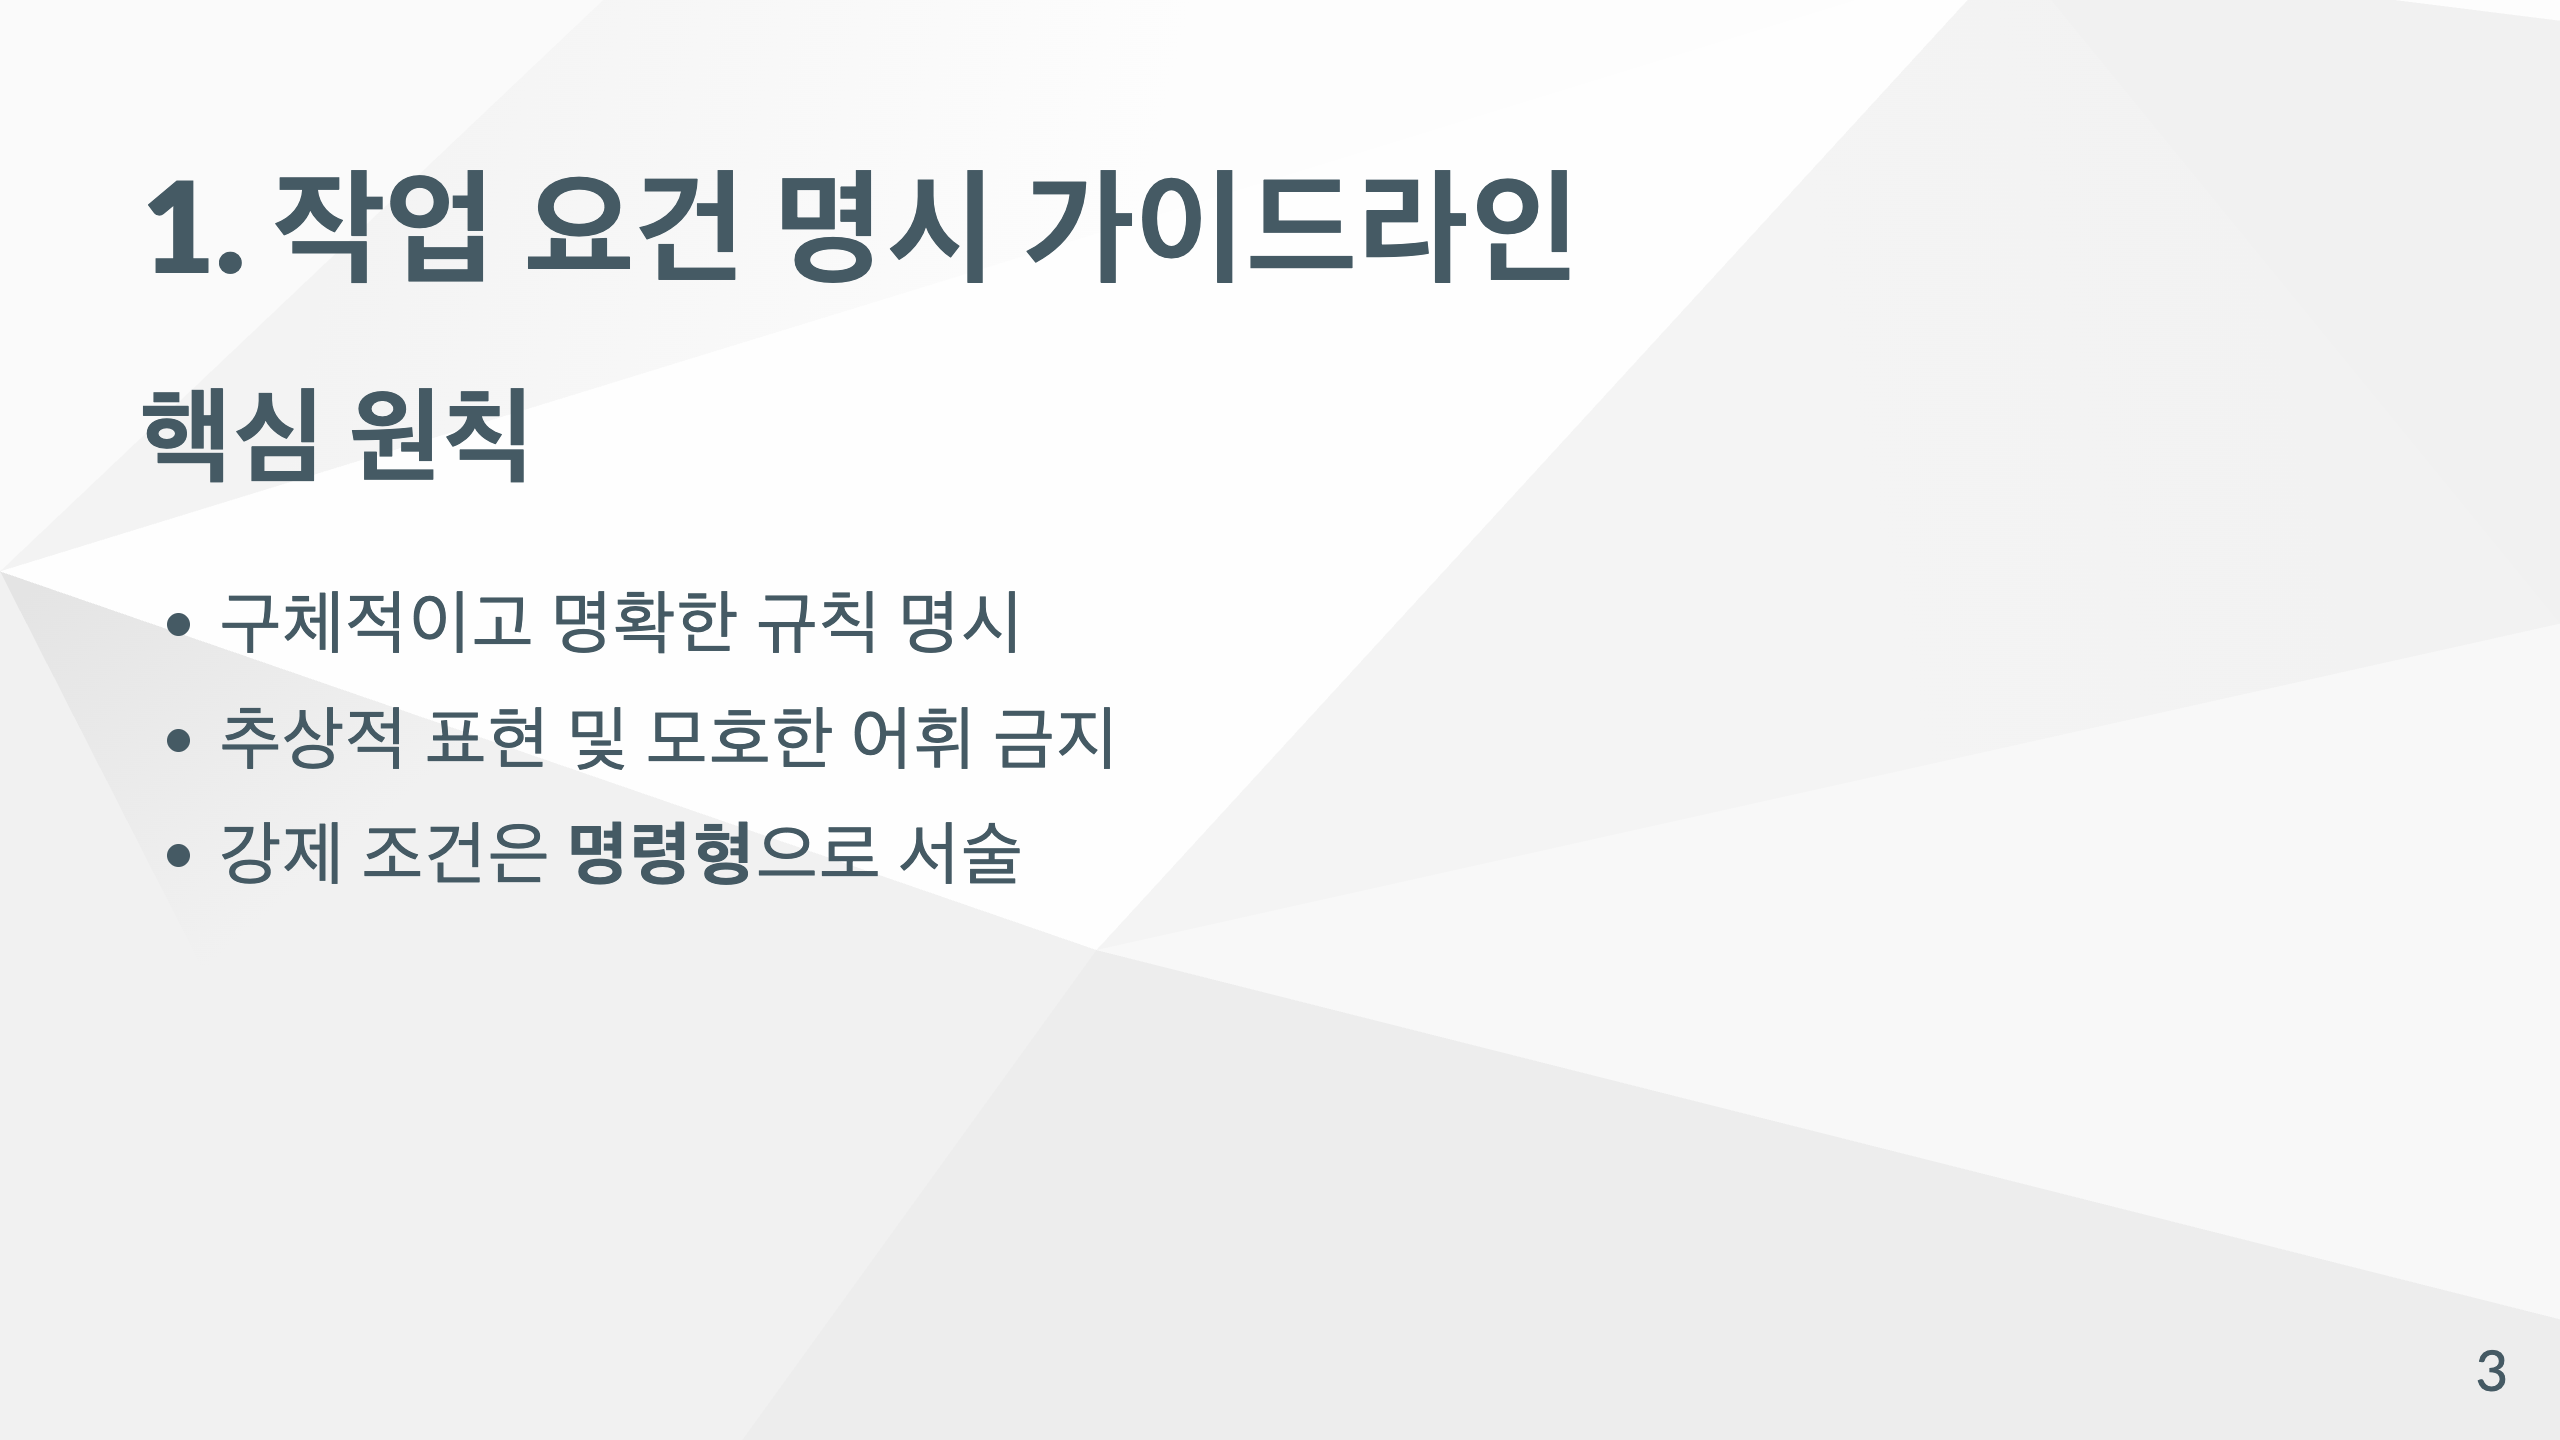 1. 작업 요건 명시 가이드라인
핵심 원칙
• 구체적이고 명확한 규칙 명시
• 추상적 표현 및 모호한 어휘 금지
• 강제 조건은 명령형으로 서술
3